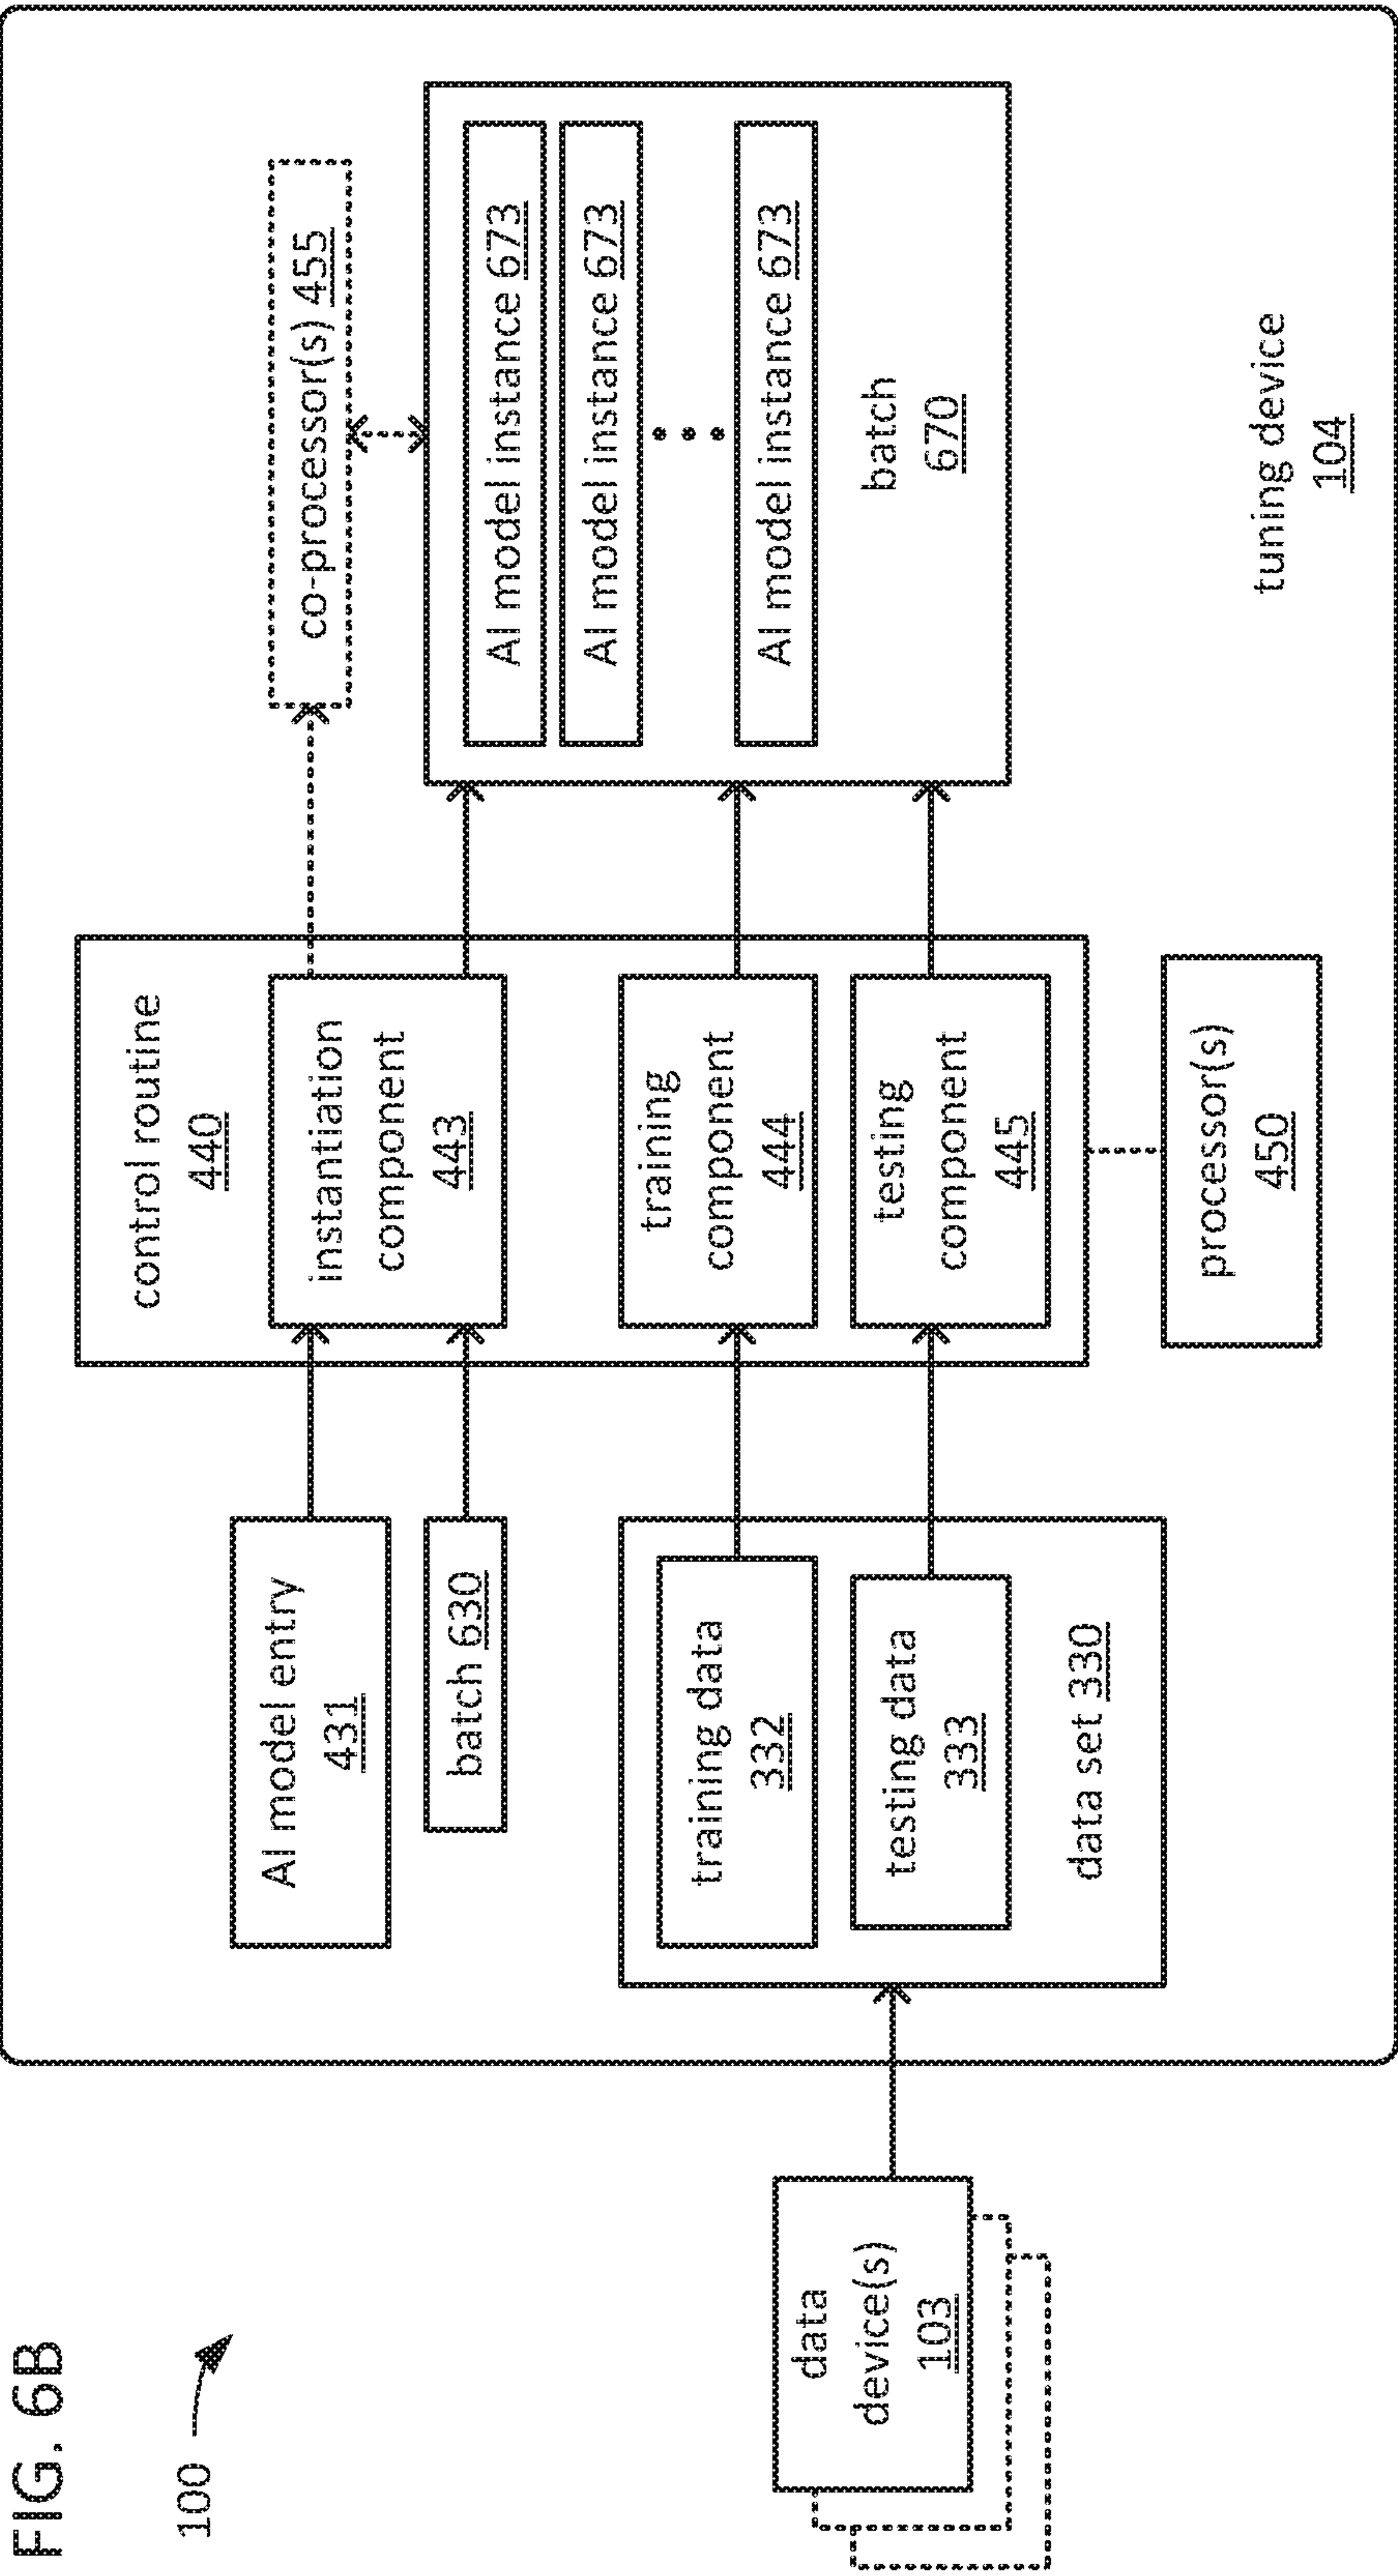 FIG. 6B
100
data
device(s)
103
AI model entry
431
batch 630
training data
332
testing data
333
data set 330
control routine
440
instantiation
component
443
training
component
444
testing
component
445
processor(s)
450
co-processor(s) 455
AI model instance 673
AI model instance 673
AI model instance 673
batch
670
tuning device
104